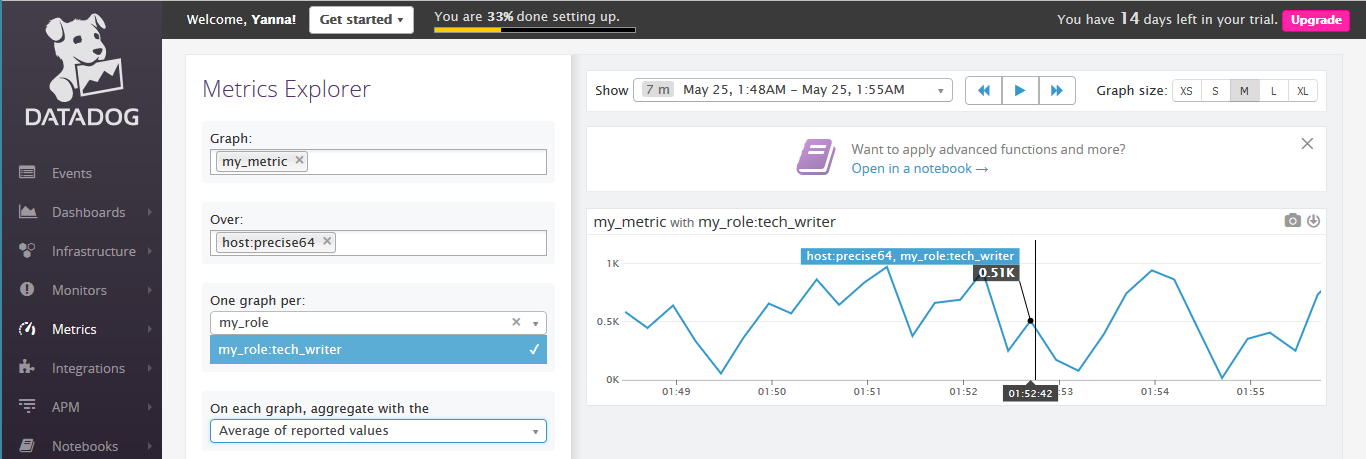 Welcome, Yanna!
Get started
You are 33% done setting up.
You have 14 days left in your trial.
Upgrade
DATADOG
Events
Dashboards
Infrastructure
Monitors
Metrics
Integrations
APM
Notebooks
Metrics Explorer
Graph:
my_metric ×
Over:
host:precise64 ×
One graph per:
my_role ×
my_role:tech_writer ✓
On each graph, aggregate with the
Average of reported values
Show 7 m May 25, 1:48AM – May 25, 1:55AM
Graph size: XS S M L XL
Want to apply advanced functions and more?
Open in a notebook →
my_metric with my_role:tech_writer
host:precise64, my_role:tech_writer
0.51K
1K
0.5K
0K
01:49 01:50 01:51 01:52 01:52:42 :53 01:54 01:55